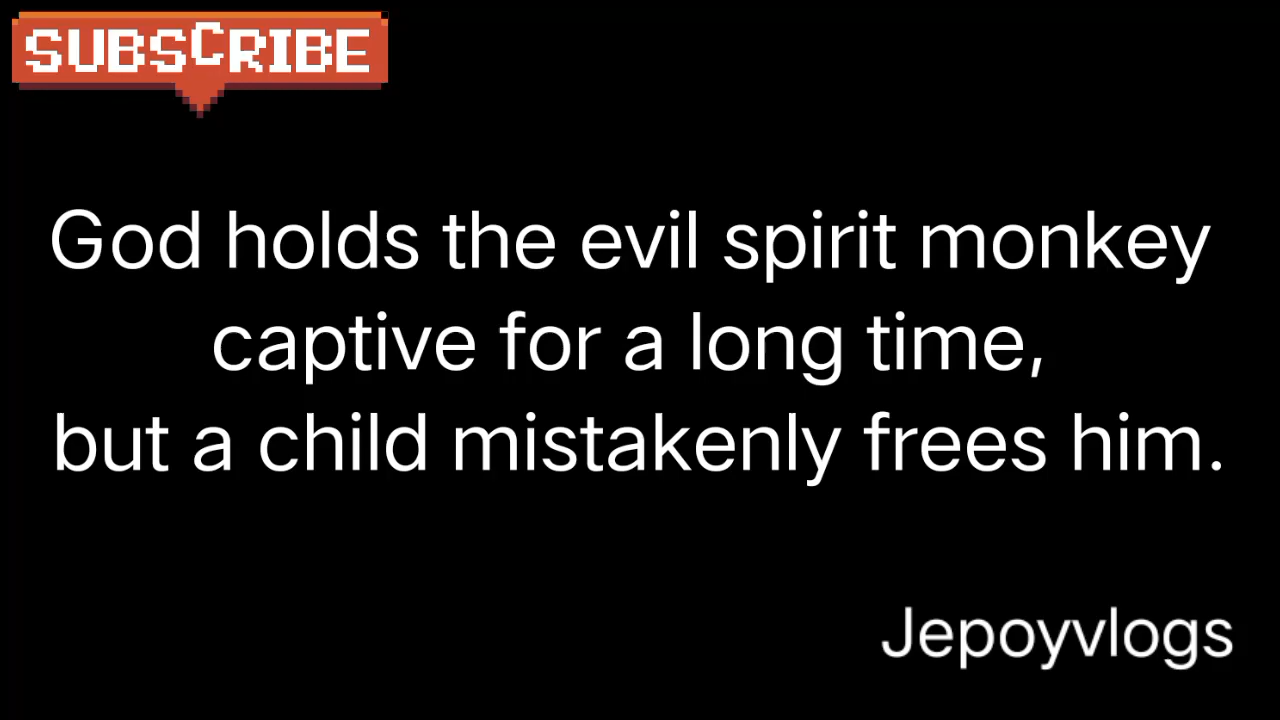 SUBSCRIBE
God holds the evil spirit monkey
captive for a long time,
but a child mistakenly frees him.
Jepoyvlogs